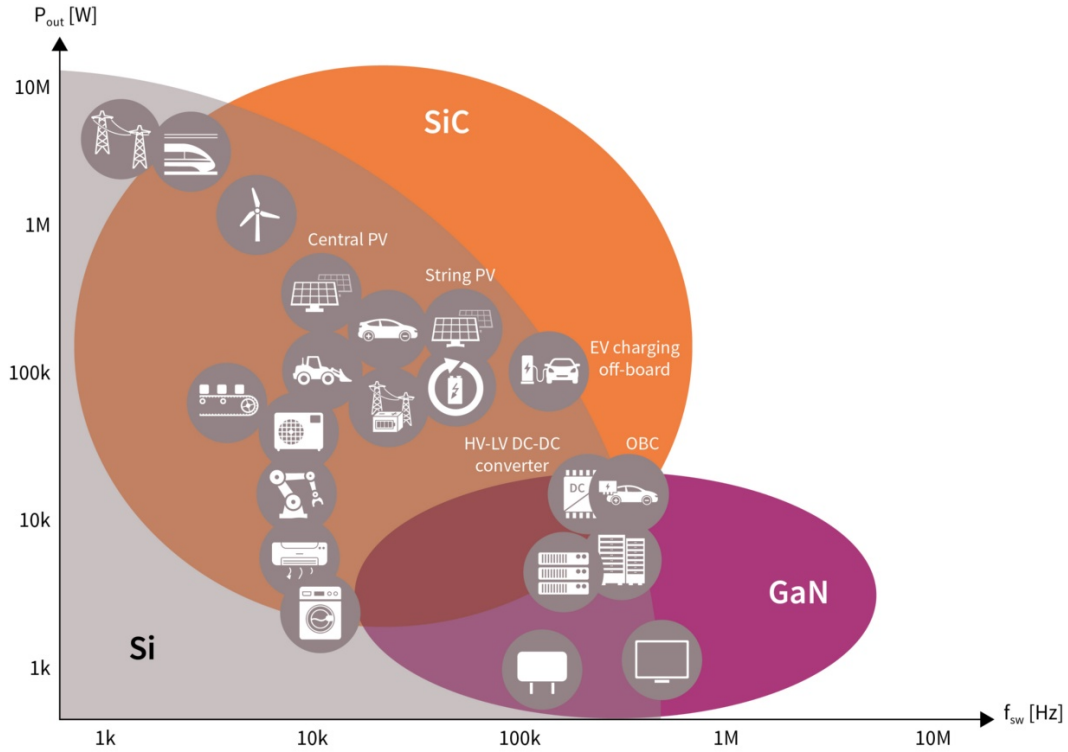 P_out [W]
10M
SiC
1M
Central PV
String PV
EV charging
off-board
100k
HV-LV DC-DC
converter
OBC
DC
10k
GaN
Si
1k
f_sw [Hz]
1k
10k
100k
1M
10M